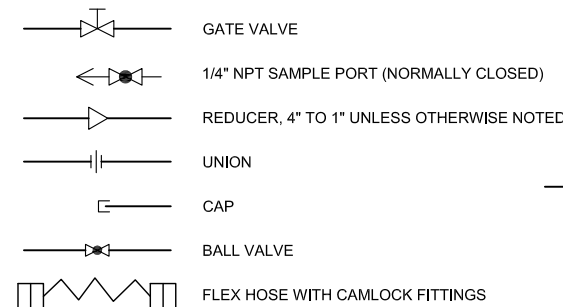 GATE VALVE
1/4" NPT SAMPLE PORT (NORMALLY CLOSED)
REDUCER, 4" TO 1" UNLESS OTHERWISE NOTED
UNION
CAP
BALL VALVE
FLEX HOSE WITH CAMLOCK FITTINGS